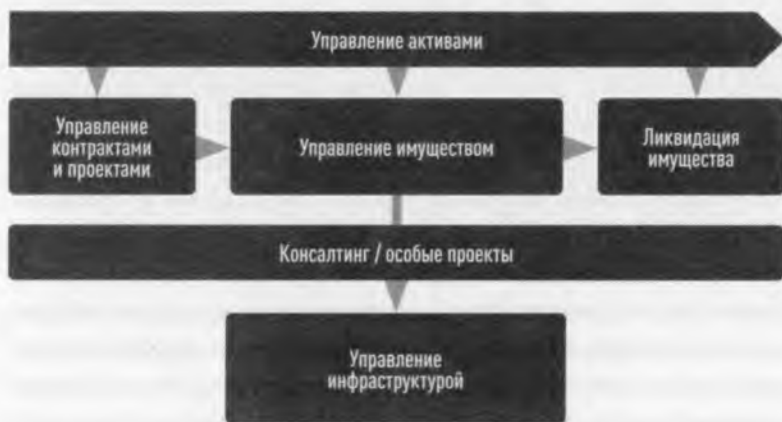 Управление активами
Управление
контрактами
и проектами
Управление имуществом
Ликвидация
имущества
Консалтинг / особые проекты
Управление
инфраструктурой